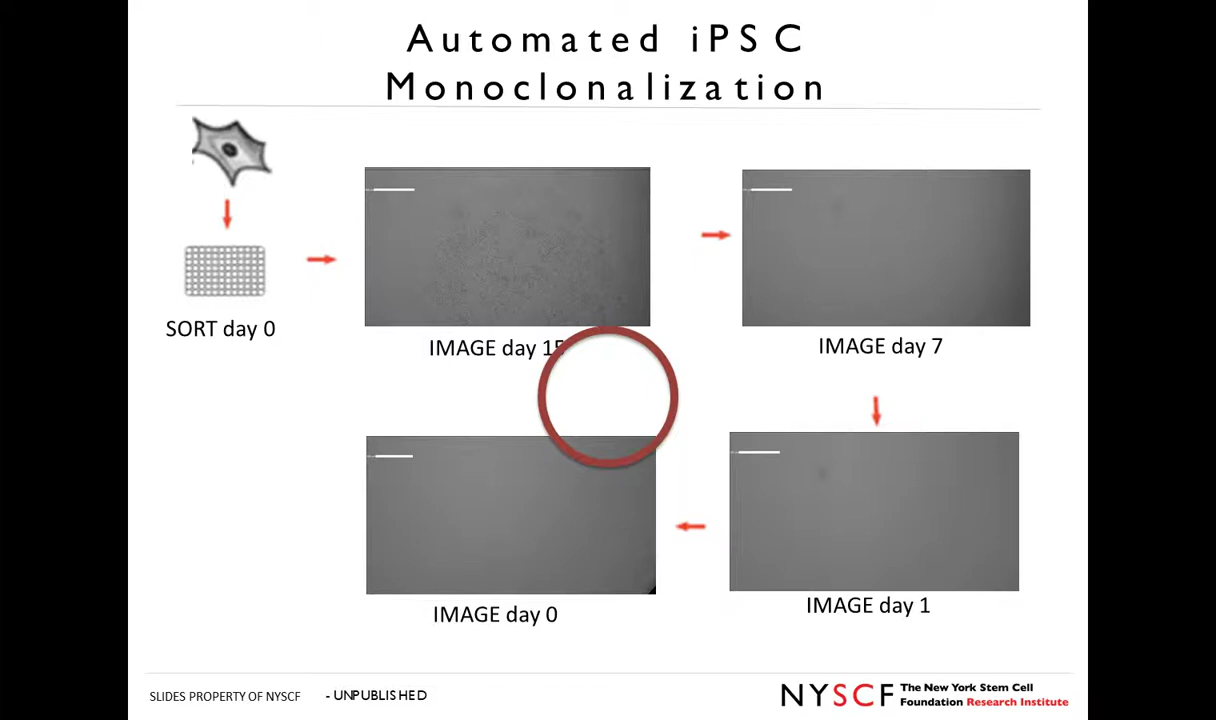 Automated iPSC
Monoclonalization
SORT day 0
IMAGE day 15
IMAGE day 7
IMAGE day 0
IMAGE day 1
SLIDES PROPERTY OF NYSCF - UNPUBLISHED
NYSCF The New York Stem Cell
Foundation Research Institute